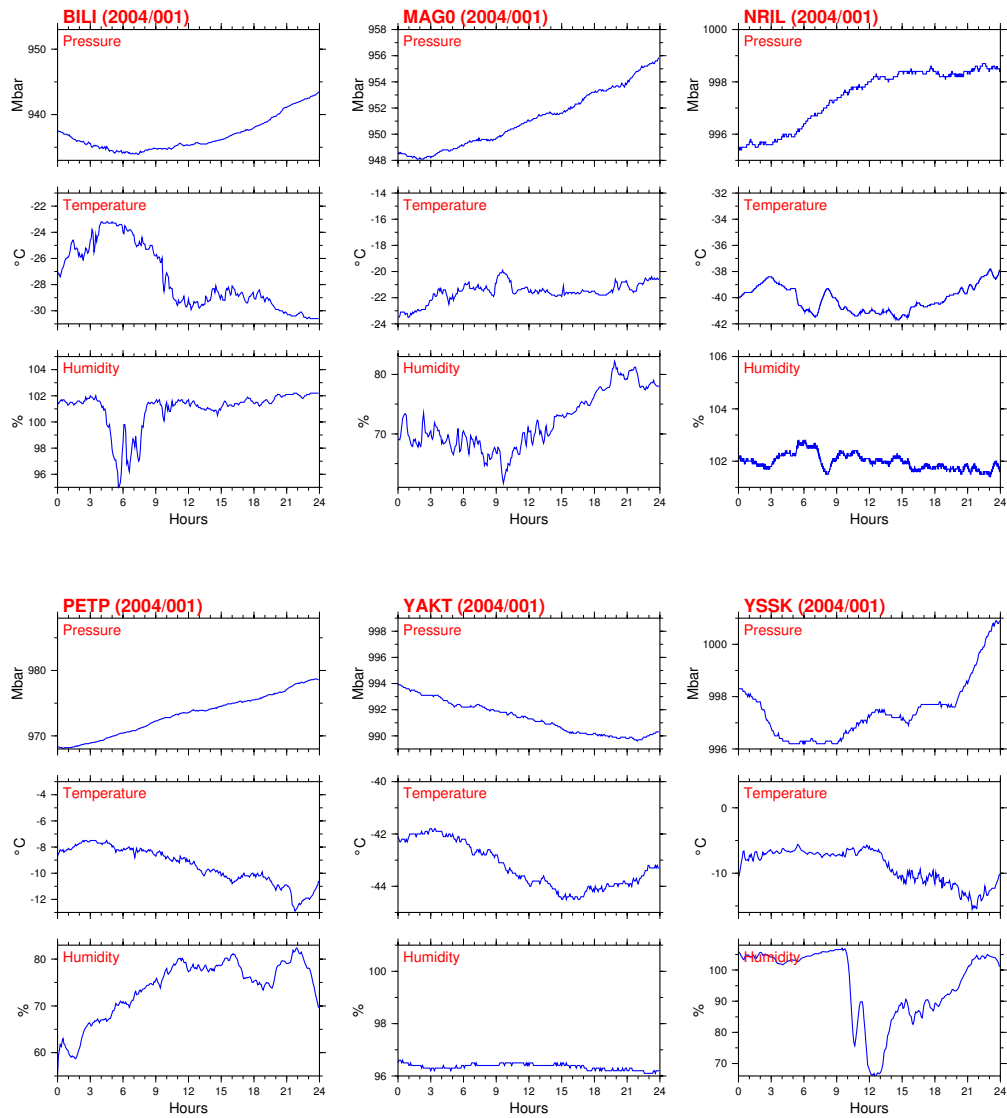 BILI (2004/001)
Pressure
Mbar
950
940
Temperature
°C
-22
-24
-26
-28
-30
Humidity
%
104
102
100
98
96
0 3 6 9 12 15 18 21 24
Hours
MAG0 (2004/001)
Pressure
Mbar
958
956
954
952
950
948
Temperature
°C
-14
-16
-18
-20
-22
-24
Humidity
%
80
70
0 3 6 9 12 15 18 21 24
Hours
NRIL (2004/001)
Pressure
Mbar
1000
998
996
Temperature
°C
-32
-34
-36
-38
-40
-42
Humidity
%
106
104
102
0 3 6 9 12 15 18 21 24
Hours
PETP (2004/001)
Pressure
Mbar
980
970
Temperature
°C
-4
-6
-8
-10
-12
Humidity
%
80
70
60
0 3 6 9 12 15 18 21 24
Hours
YAKT (2004/001)
Pressure
Mbar
998
996
994
992
990
Temperature
°C
-40
-42
-44
Humidity
%
100
98
96
0 3 6 9 12 15 18 21 24
Hours
YSSK (2004/001)
Pressure
Mbar
1000
998
996
Temperature
°C
0
-10
Humidity
%
100
90
80
70
0 3 6 9 12 15 18 21 24
Hours